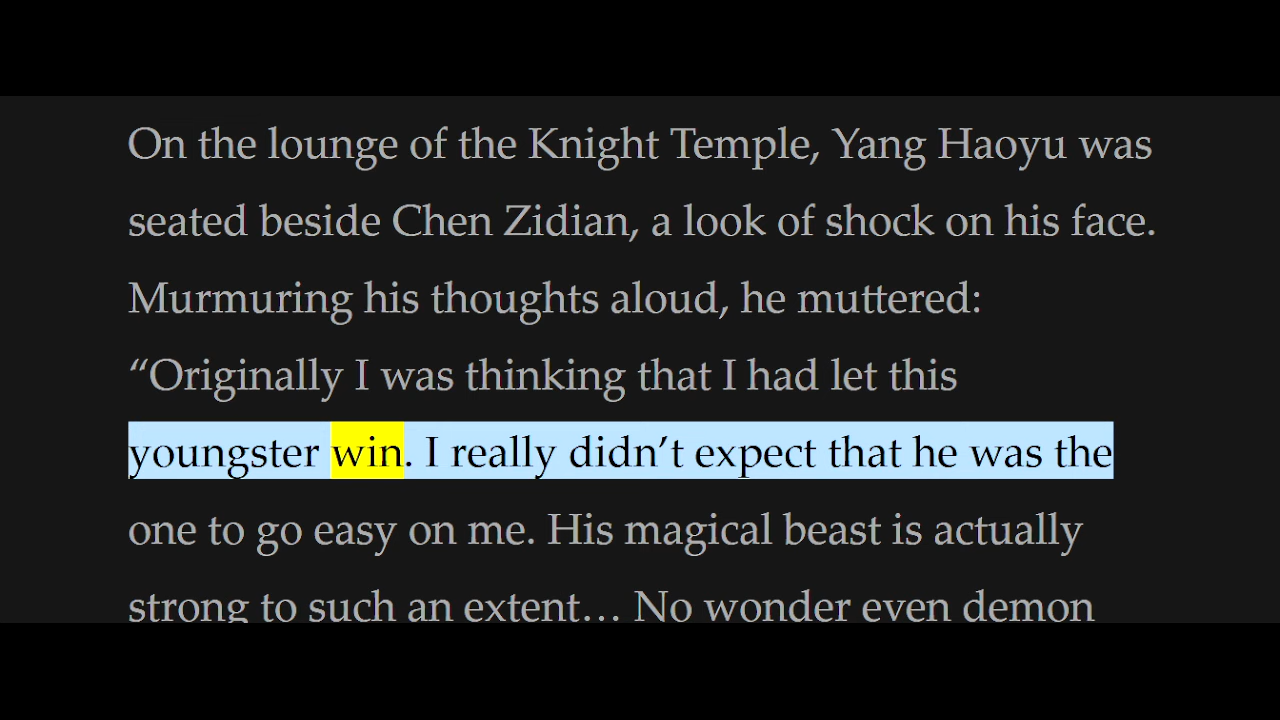 On the lounge of the Knight Temple, Yang Haoyu was
seated beside Chen Zidian, a look of shock on his face.
Murmuring his thoughts aloud, he muttered:
“Originally I was thinking that I had let this
youngster win. I really didn’t expect that he was the
one to go easy on me. His magical beast is actually
strong to such an extent… No wonder even demon